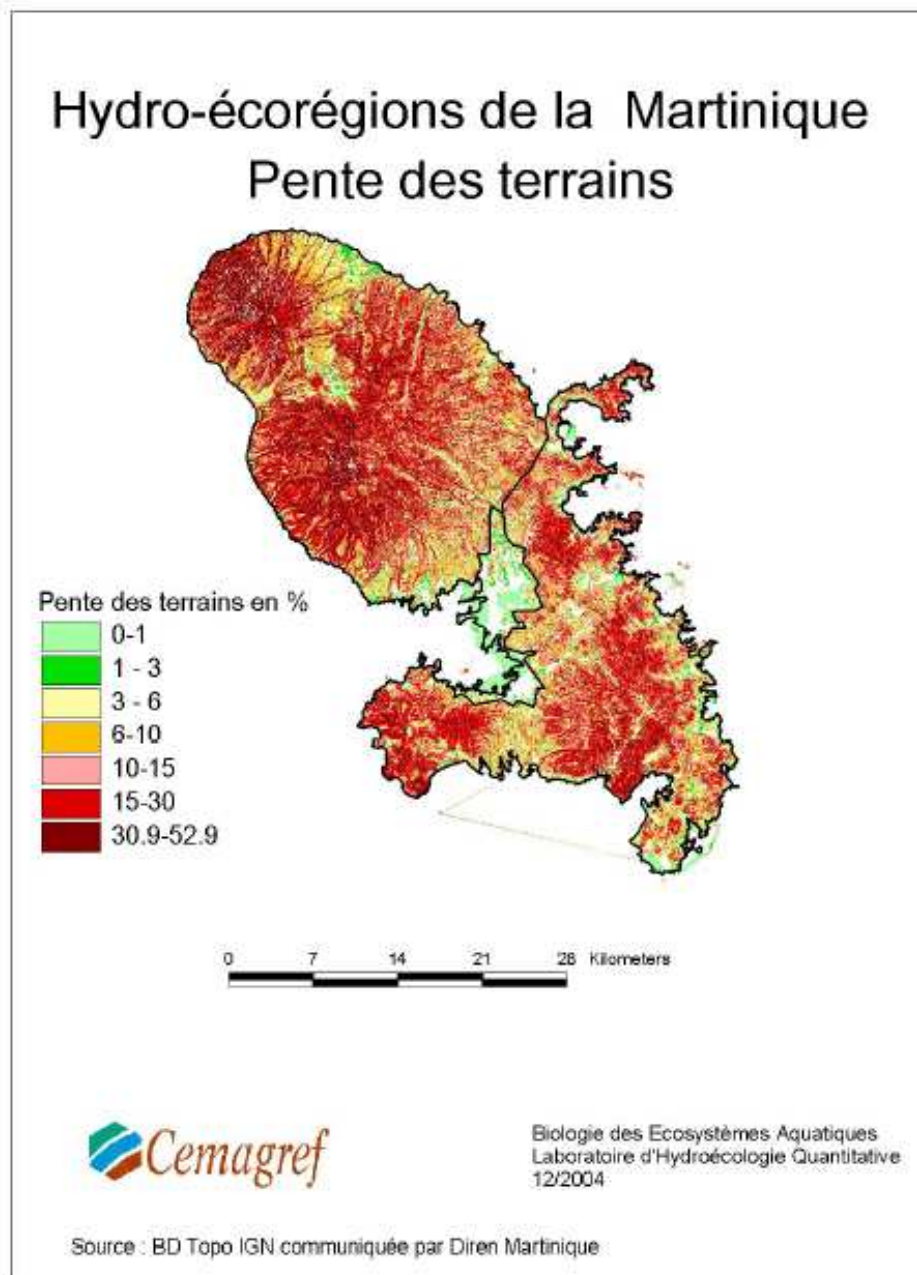 Hydro-écorégions de la Martinique
Pente des terrains
Pente des terrains en %
0-1
1 - 3
3 - 6
6-10
10-15
15-30
30.9-52.9
0 7 14 21 28 Kilometers
Cemagref
Biologie des Ecosystèmes Aquatiques
Laboratoire d'Hydroécologie Quantitative
12/2004
Source : BD Topo IGN communiquée par Diren Martinique